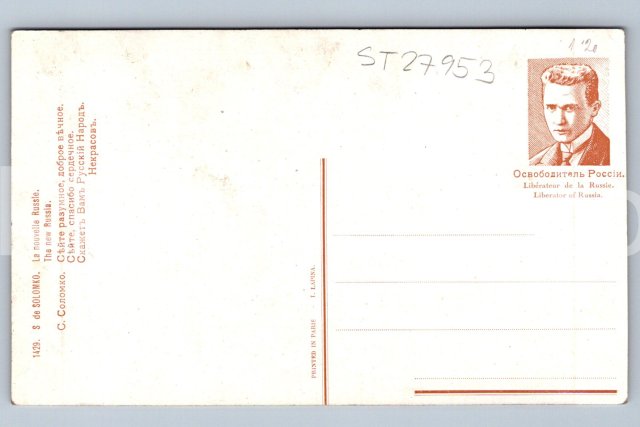 ST27953
1429. S de SOLOMKO. La nouvelle Russie.
The new Russia.
С. Соломко. Сѣйте разумное, доброе вѣчное.
Сѣйте, спасибо сердечное.
Скажетъ Вамъ Русскій Народъ.
Некрасовъ.
PRINTED IN PARIS I. LAPINA.
Освободитель Россіи.
Libérateur de la Russie.
Liberator of Russia.